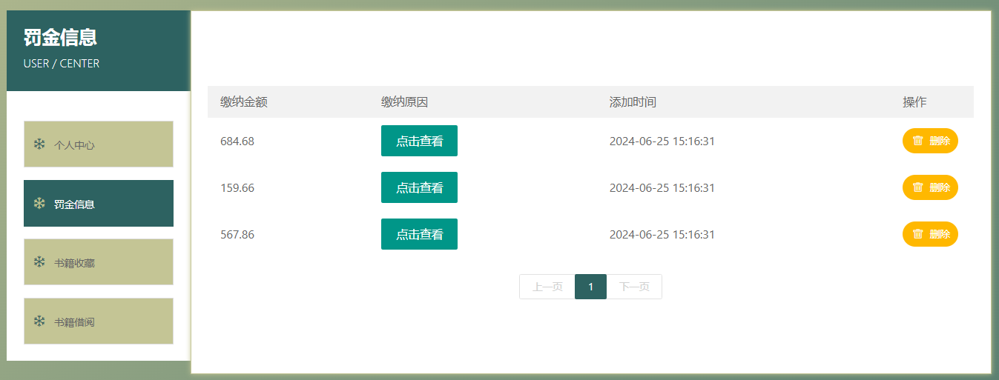 罚金信息
USER / CENTER
个人中心
罚金信息
书籍收藏
书籍借阅
缴纳金额 缴纳原因 添加时间 操作
684.68 点击查看 2024-06-25 15:16:31 删除
159.66 点击查看 2024-06-25 15:16:31 删除
567.86 点击查看 2024-06-25 15:16:31 删除
上一页 1 下一页